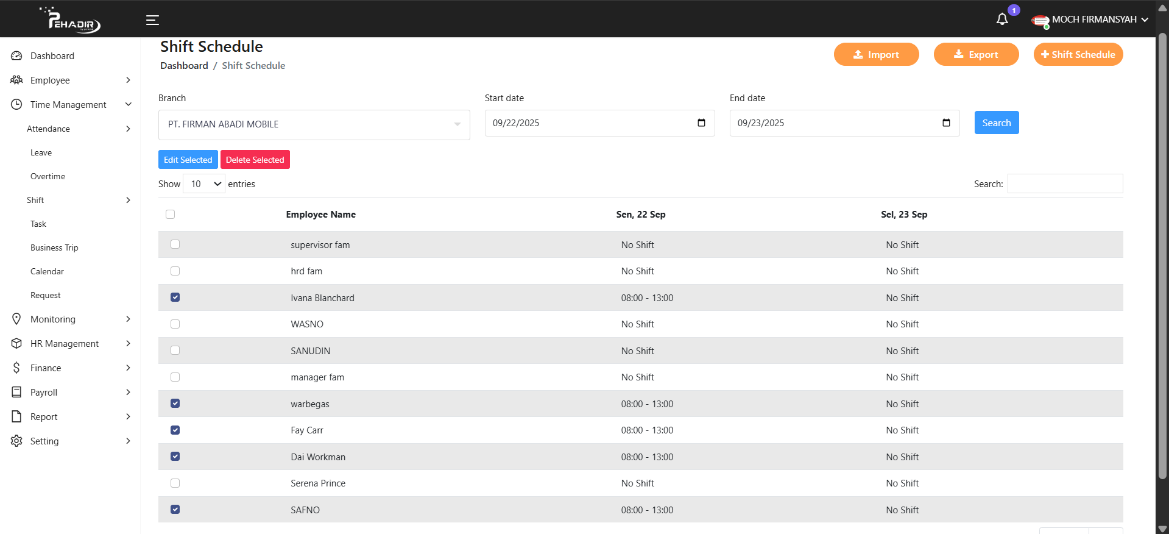 PEHADIR
1
MOCH FIRMANSYAH
Dashboard
Employee
Time Management
Attendance
Leave
Overtime
Shift
Task
Business Trip
Calendar
Request
Monitoring
HR Management
Finance
Payroll
Report
Setting
Shift Schedule
Dashboard / Shift Schedule
Import
Export
+ Shift Schedule
Branch
PT. FIRMAN ABADI MOBILE
Start date
09/22/2025
End date
09/23/2025
Search
Edit Selected
Delete Selected
Show 10 entries
Search:
Employee Name Sen, 22 Sep Sel, 23 Sep
supervisor fam No Shift No Shift
hrd fam No Shift No Shift
Ivana Blanchard 08:00 - 13:00 No Shift
WASNO No Shift No Shift
SANUDIN No Shift No Shift
manager fam No Shift No Shift
warbegas 08:00 - 13:00 No Shift
Fay Carr 08:00 - 13:00 No Shift
Dai Workman 08:00 - 13:00 No Shift
Serena Prince No Shift No Shift
SAFNO 08:00 - 13:00 No Shift